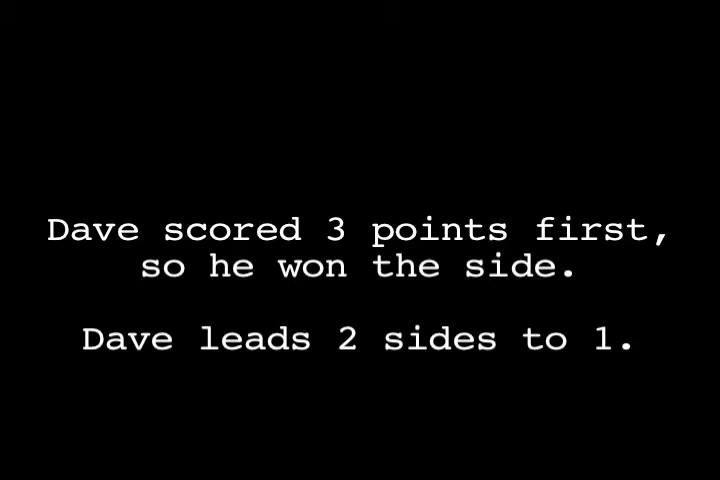 Dave scored 3 points first,
so he won the side.
Dave leads 2 sides to 1.